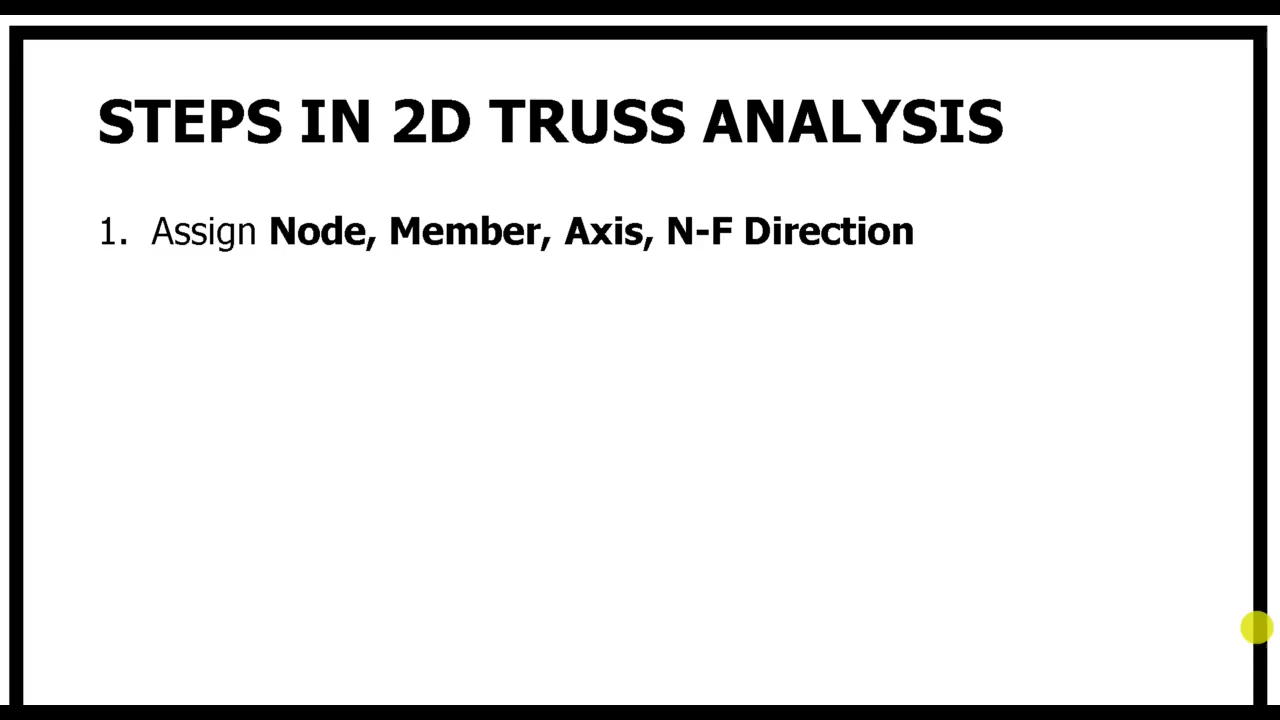 STEPS IN 2D TRUSS ANALYSIS
1. Assign Node, Member, Axis, N-F Direction